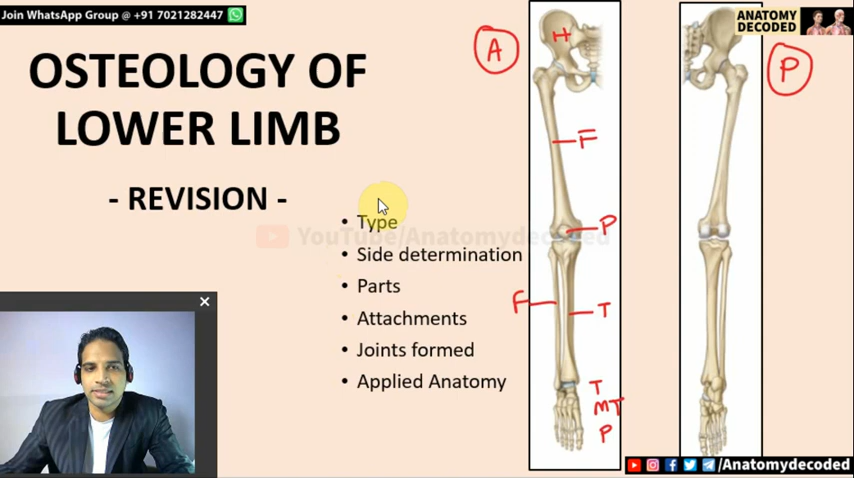 Join WhatsApp Group @ +91 7021282447
ANATOMY
DECODED
OSTEOLOGY OF
LOWER LIMB
- REVISION -
• Type
• Side determination
• Parts
• Attachments
• Joints formed
• Applied Anatomy
YouTube/Anatomydecoded
A
H
F
P
F
T
T
MT
P
P
/Anatomydecoded